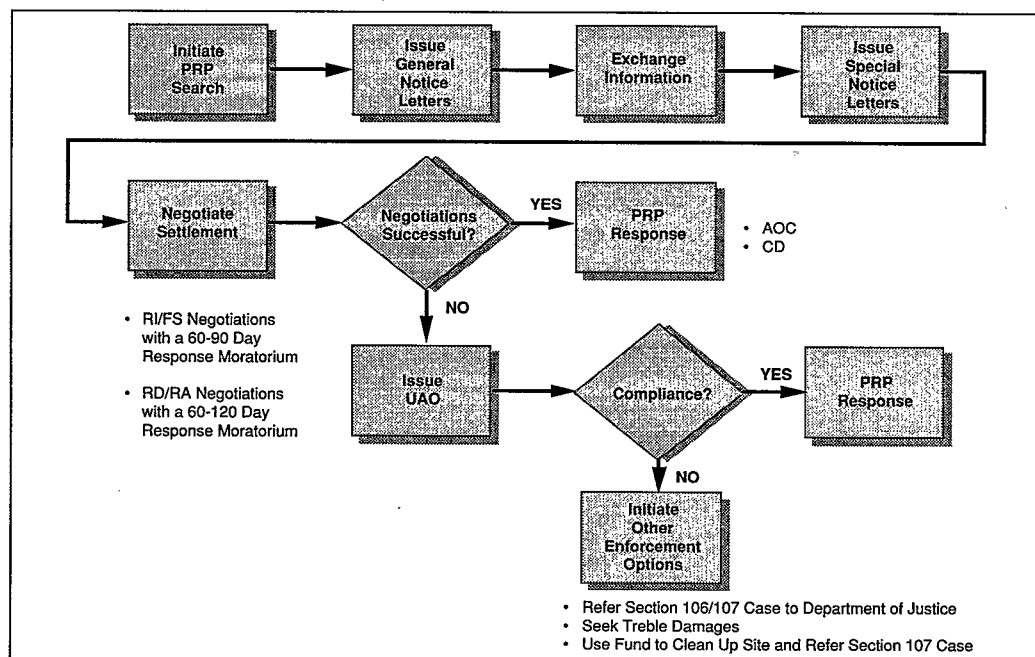 Initiate
PRP
Search
Issue
General
Notice
Letters
Exchange
Information
Issue
Special
Notice
Letters
Negotiate
Settlement
Negotiations
Successful?
YES
PRP
Response
• AOC
• CD
NO
• RI/FS Negotiations
with a 60-90 Day
Response Moratorium
• RD/RA Negotiations
with a 60-120 Day
Response Moratorium
Issue
UAO
Compliance?
YES
PRP
Response
NO
Initiate
Other
Enforcement
Options
• Refer Section 106/107 Case to Department of Justice
• Seek Treble Damages
• Use Fund to Clean Up Site and Refer Section 107 Case